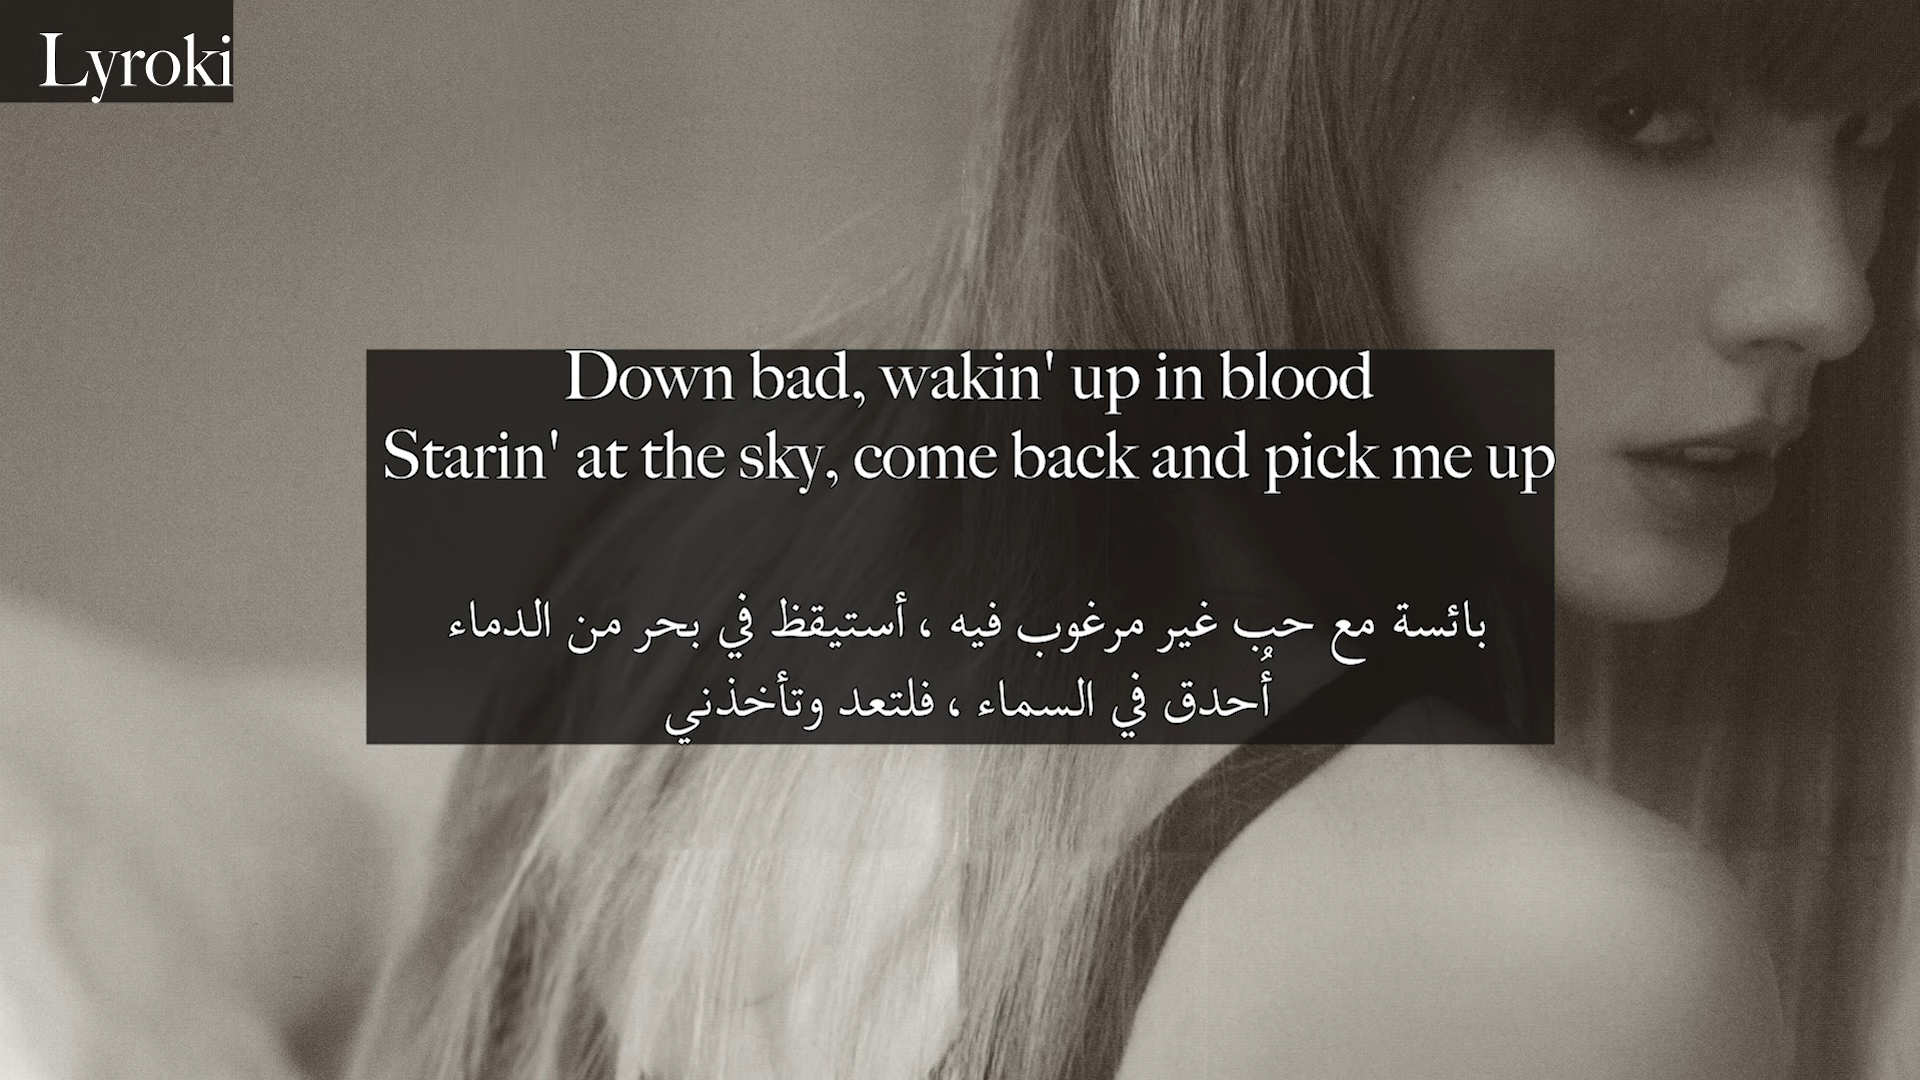 Lyroki
Down bad, wakin' up in blood
Starin' at the sky, come back and pick me up
بائسة مع حب غير مرغوب فيه ، أستيقظ في بحر من الدماء
أُحدق في السماء ، فلتعد وتأخذني